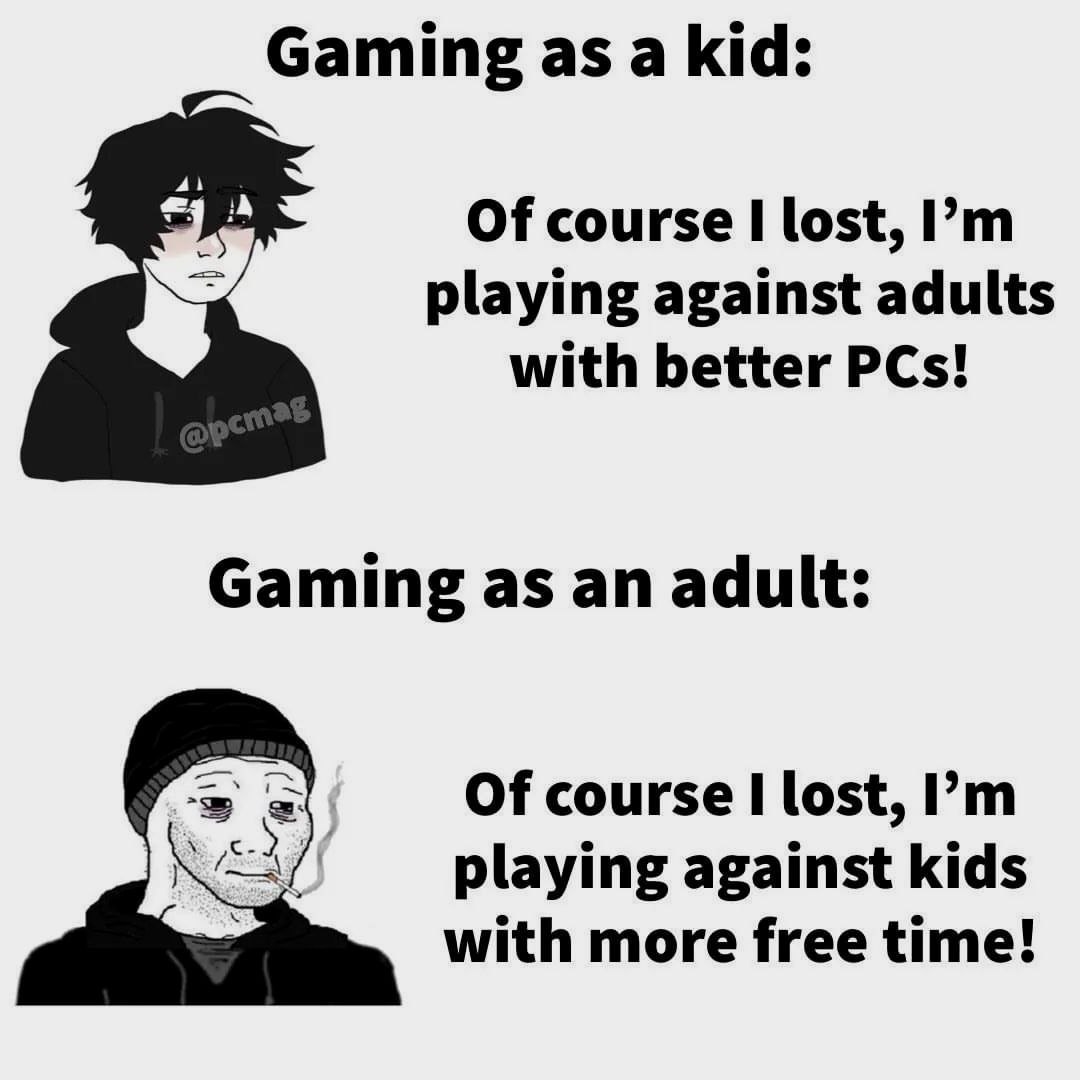 Gaming as a kid:
Of course I lost, I’m
playing against adults
with better PCs!
@pcmag
Gaming as an adult:
Of course I lost, I’m
playing against kids
with more free time!